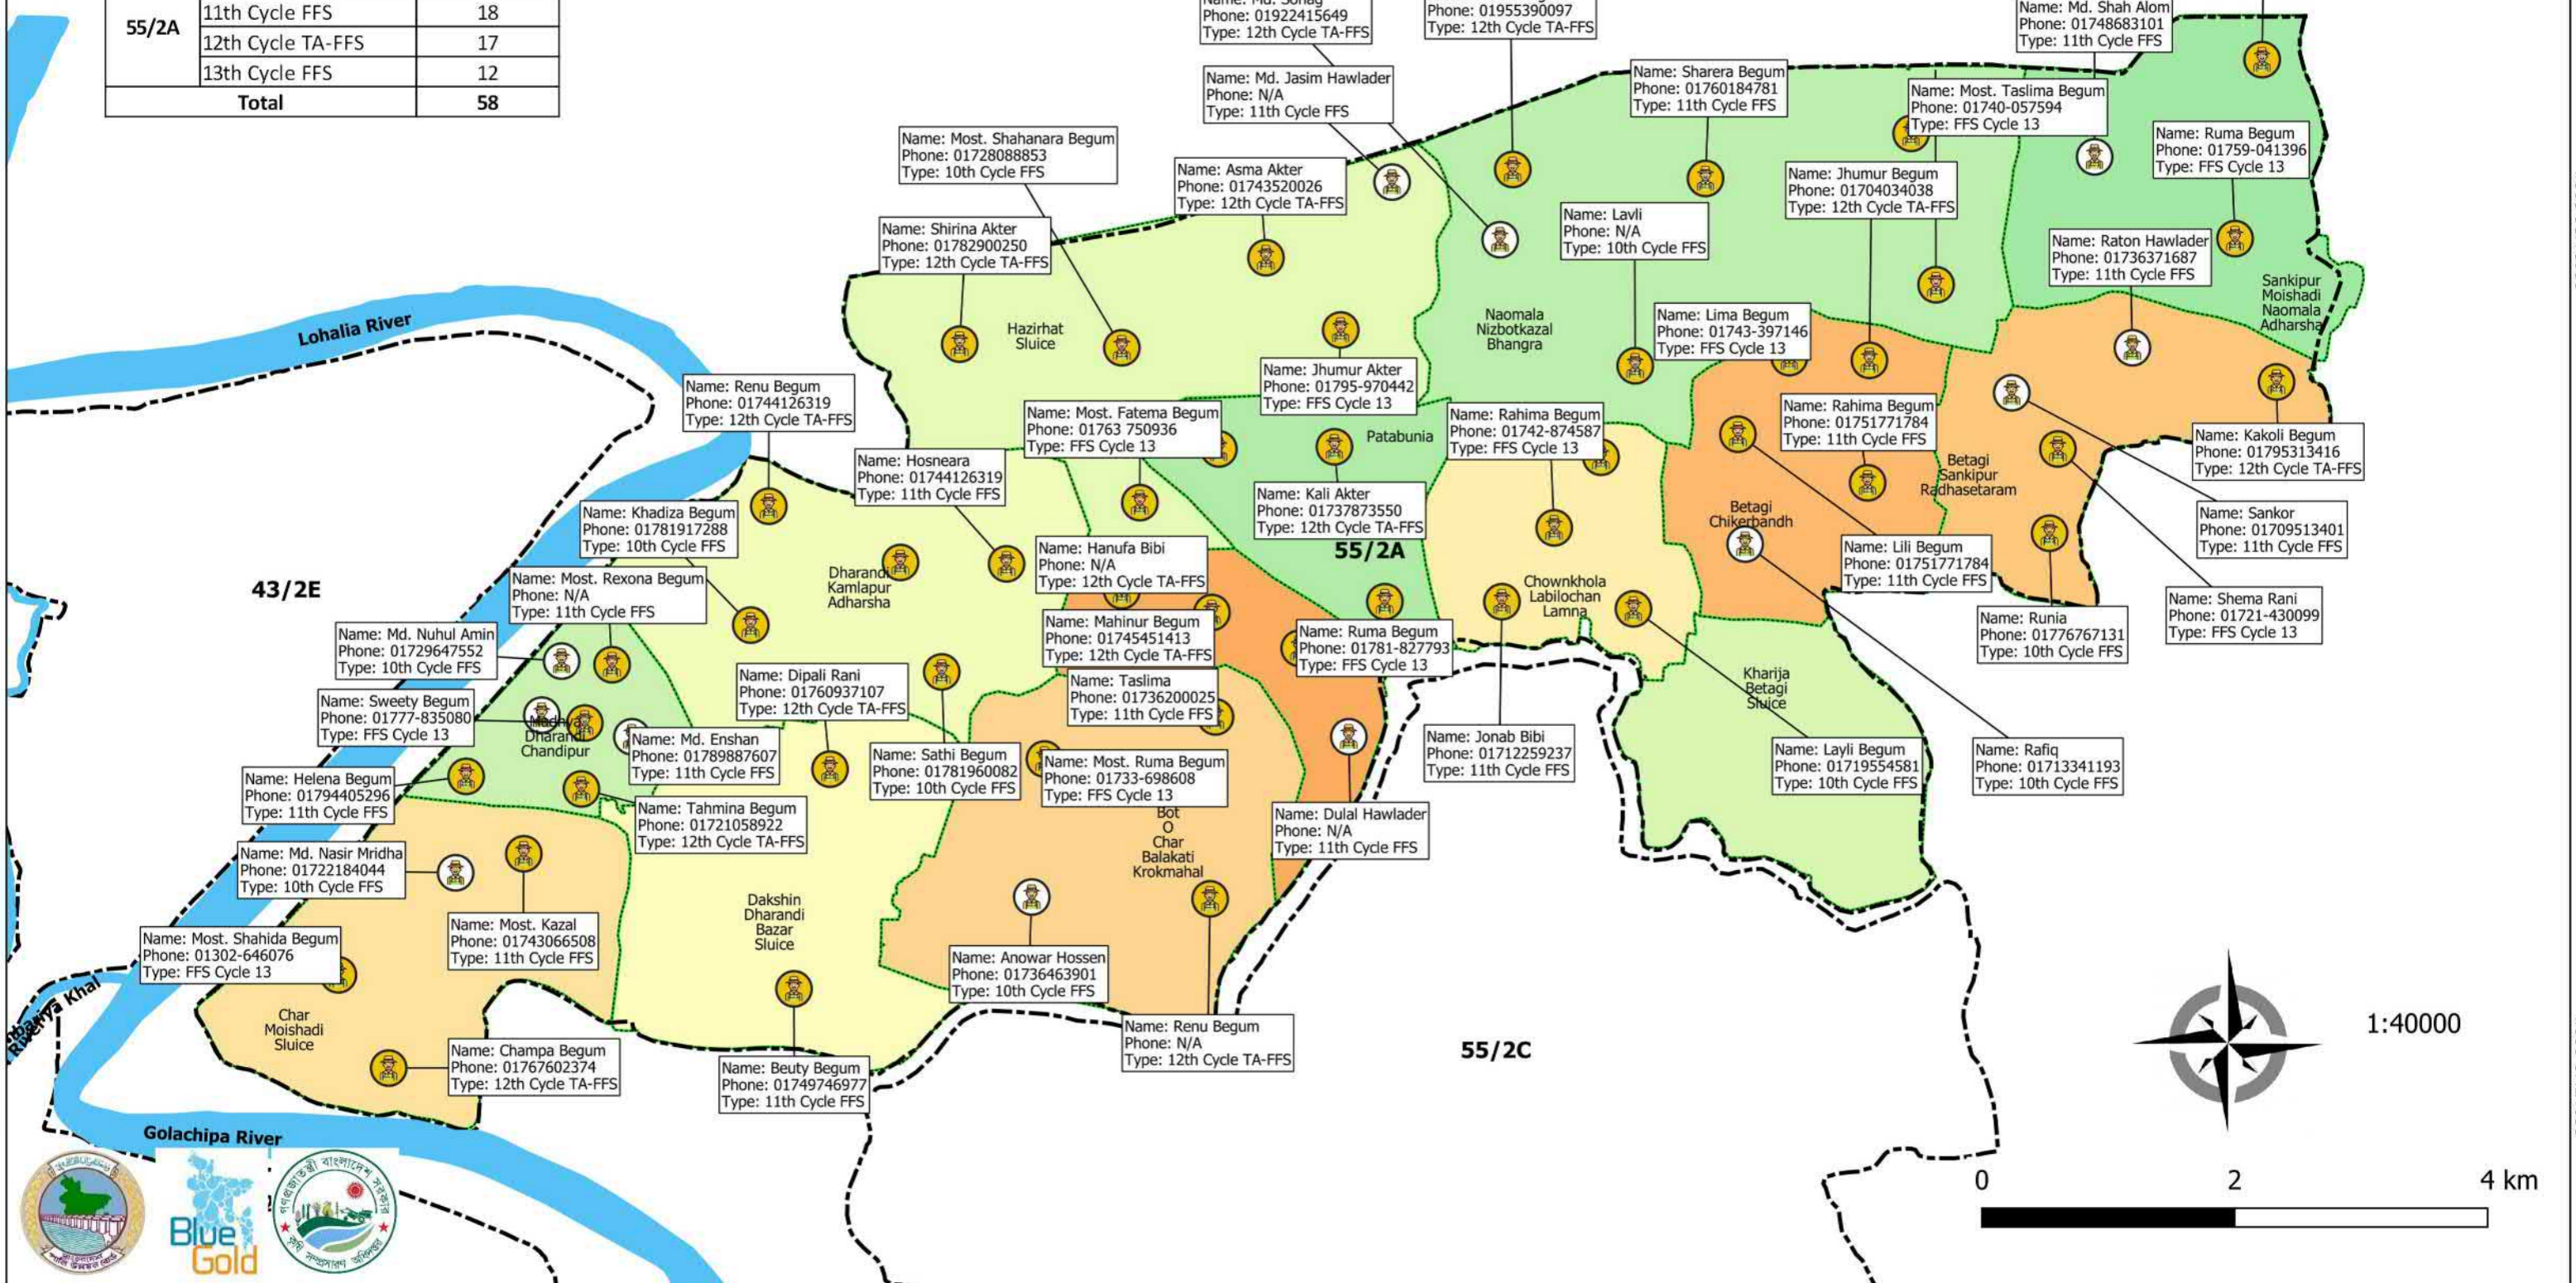 55/2A
11th Cycle FFS 18
12th Cycle TA-FFS 17
13th Cycle FFS 12
Total 58
Name: Md. Sohag
Phone: 01922415649
Type: 12th Cycle TA-FFS
Phone: 01955390097
Type: 12th Cycle TA-FFS
Name: Md. Shah Alom
Phone: 01748683101
Type: 11th Cycle FFS
Name: Md. Jasim Hawlader
Phone: N/A
Type: 11th Cycle FFS
Name: Sharera Begum
Phone: 01760184781
Type: 11th Cycle FFS
Name: Most. Taslima Begum
Phone: 01740-057594
Type: FFS Cycle 13
Name: Ruma Begum
Phone: 01759-041396
Type: FFS Cycle 13
Name: Most. Shahanara Begum
Phone: 01728088853
Type: 10th Cycle FFS
Name: Asma Akter
Phone: 01743520026
Type: 12th Cycle TA-FFS
Name: Jhumur Begum
Phone: 01704034038
Type: 12th Cycle TA-FFS
Name: Shirina Akter
Phone: 01782900250
Type: 12th Cycle TA-FFS
Name: Lavli
Phone: N/A
Type: 10th Cycle FFS
Name: Raton Hawlader
Phone: 01736371687
Type: 11th Cycle FFS
Sankipur
Moishadi
Naomala
Adharsha
Lohalia River
Hazirhat
Sluice
Naomala
Nizbotkazal
Bhangra
Name: Lima Begum
Phone: 01743-397146
Type: FFS Cycle 13
Name: Jhumur Akter
Phone: 01795-970442
Type: FFS Cycle 13
Name: Renu Begum
Phone: 01744126319
Type: 12th Cycle TA-FFS
Name: Most. Fatema Begum
Phone: 01763 750936
Type: FFS Cycle 13
Patabunia
Name: Rahima Begum
Phone: 01742-874587
Type: FFS Cycle 13
Name: Rahima Begum
Phone: 01751771784
Type: 11th Cycle FFS
Name: Kakoli Begum
Phone: 01795313416
Type: 12th Cycle TA-FFS
Name: Hosneara
Phone: 01744126319
Type: 11th Cycle FFS
Betagi
Sankipur
Radhasetaram
Name: Kali Akter
Phone: 01737873550
Type: 12th Cycle TA-FFS
Name: Khadiza Begum
Phone: 01781917288
Type: 10th Cycle FFS
Betagi
Chikerbandh
Name: Sankor
Phone: 01709513401
Type: 11th Cycle FFS
Name: Hanufa Bibi
Phone: N/A
Type: 12th Cycle TA-FFS
55/2A
Name: Lili Begum
Phone: 01751771784
Type: 11th Cycle FFS
43/2E
Name: Most. Rexona Begum
Phone: N/A
Type: 11th Cycle FFS
Dharandi
Kamlapur
Adharsha
Chownkhola
Labilochan
Lamna
Name: Shema Rani
Phone: 01721-430099
Type: FFS Cycle 13
Name: Runia
Phone: 01776767131
Type: 10th Cycle FFS
Name: Md. Nuhul Amin
Phone: 01729647552
Type: 10th Cycle FFS
Name: Mahinur Begum
Phone: 01745451413
Type: 12th Cycle TA-FFS
Name: Ruma Begum
Phone: 01781-827793
Type: FFS Cycle 13
Name: Dipali Rani
Phone: 01760937107
Type: 12th Cycle TA-FFS
Name: Taslima
Phone: 01736200025
Type: 11th Cycle FFS
Kharija
Betagi
Sluice
Name: Sweety Begum
Phone: 01777-835080
Type: FFS Cycle 13
Madhya
Dharandi
Chandipur
Name: Md. Enshan
Phone: 01789887607
Type: 11th Cycle FFS
Name: Sathi Begum
Phone: 01781960082
Type: 10th Cycle FFS
Name: Most. Ruma Begum
Phone: 01733-698608
Type: FFS Cycle 13
Name: Jonab Bibi
Phone: 01712259237
Type: 11th Cycle FFS
Name: Layli Begum
Phone: 01719554581
Type: 10th Cycle FFS
Name: Rafiq
Phone: 01713341193
Type: 10th Cycle FFS
Name: Helena Begum
Phone: 01794405296
Type: 11th Cycle FFS
Name: Tahmina Begum
Phone: 01721058922
Type: 12th Cycle TA-FFS
Bot
O
Char
Balakati
Krokmahal
Name: Dulal Hawlader
Phone: N/A
Type: 11th Cycle FFS
Name: Md. Nasir Mridha
Phone: 01722184044
Type: 10th Cycle FFS
Dakshin
Dharandi
Bazar
Sluice
Name: Most. Kazal
Phone: 01743066508
Type: 11th Cycle FFS
Name: Most. Shahida Begum
Phone: 01302-646076
Type: FFS Cycle 13
Name: Anowar Hossen
Phone: 01736463901
Type: 10th Cycle FFS
Khal
Char
Moishadi
Sluice
Name: Renu Begum
Phone: N/A
Type: 12th Cycle TA-FFS
1:40000
Name: Champa Begum
Phone: 01767602374
Type: 12th Cycle TA-FFS
55/2C
Name: Beuty Begum
Phone: 01749746977
Type: 11th Cycle FFS
Golachipa River
গণপ্রজাতন্ত্রী বাংলাদেশ সরকার
কৃষি সম্প্রসারণ অধিদপ্তর
Blue
Gold
0 2 4 km